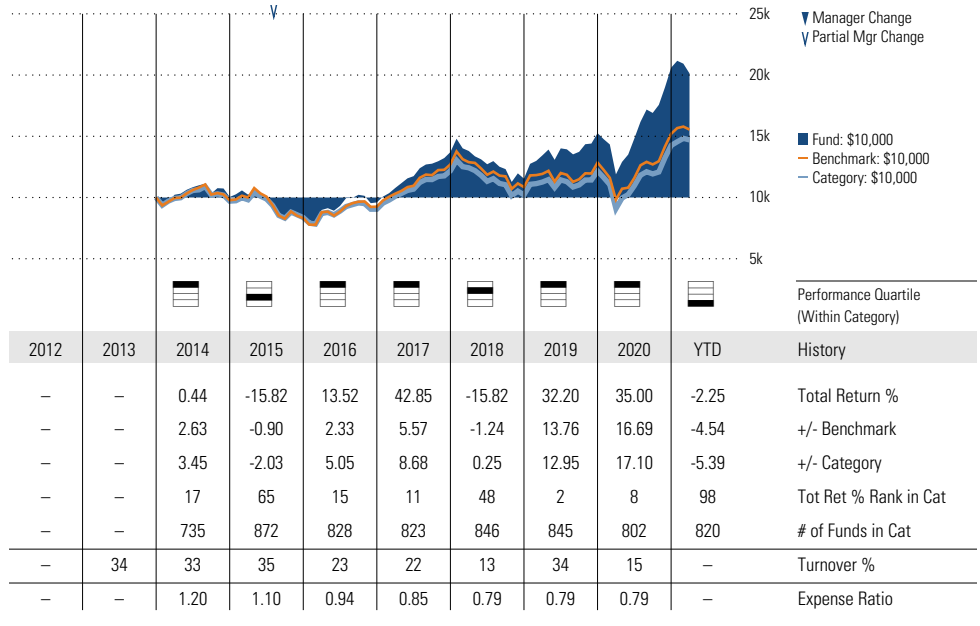 25k
▼ Manager Change
V Partial Mgr Change
20k
15k
■ Fund: $10,000
— Benchmark: $10,000
— Category: $10,000
10k
5k
Performance Quartile
(Within Category)
2012 2013 2014 2015 2016 2017 2018 2019 2020 YTD History
– – 0.44 -15.82 13.52 42.85 -15.82 32.20 35.00 -2.25 Total Return %
– – 2.63 -0.90 2.33 5.57 -1.24 13.76 16.69 -4.54 +/- Benchmark
– – 3.45 -2.03 5.05 8.68 0.25 12.95 17.10 -5.39 +/- Category
– – 17 65 15 11 48 2 8 98 Tot Ret % Rank in Cat
– – 735 872 828 823 846 845 802 820 # of Funds in Cat
– 34 33 35 23 22 13 34 15 – Turnover %
– – 1.20 1.10 0.94 0.85 0.79 0.79 0.79 – Expense Ratio